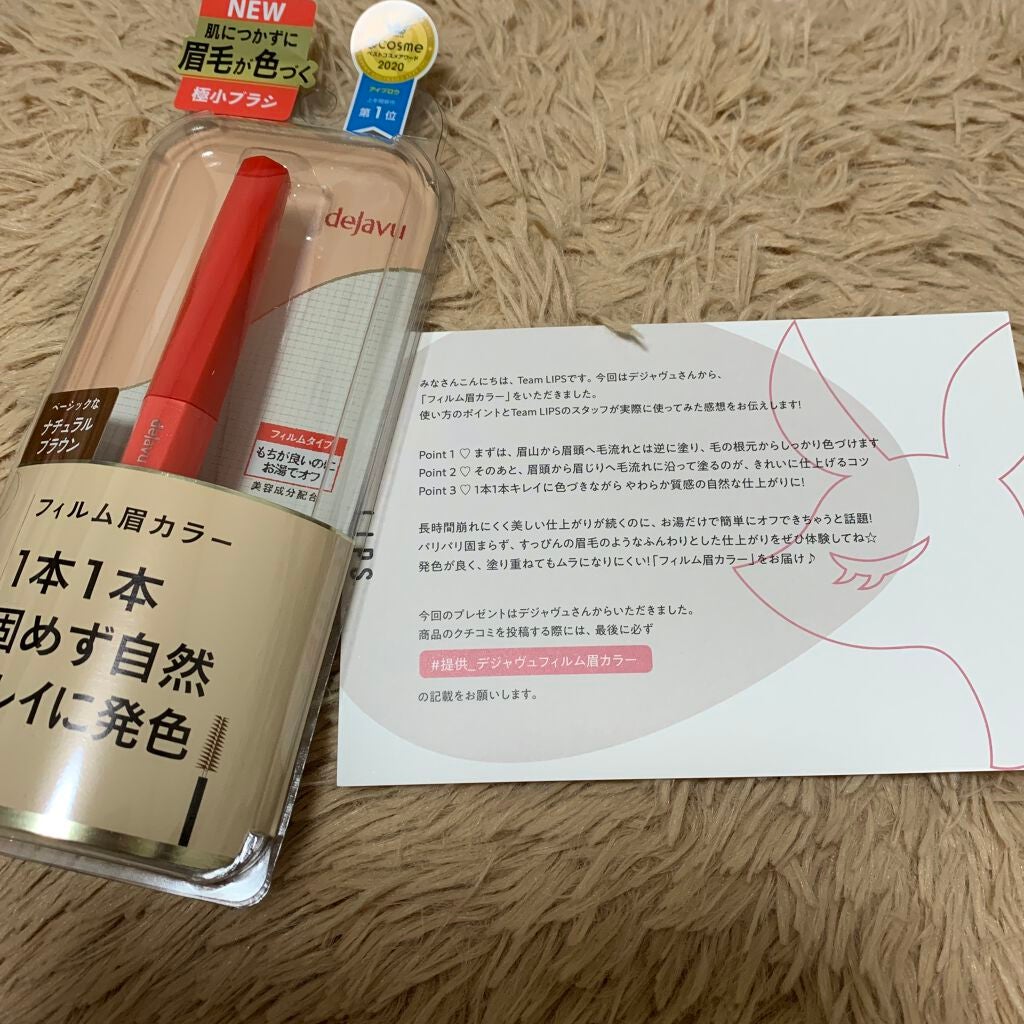 NEW
肌につかずに
眉毛が色づく
極小ブラシ
@cosme
ベストコスメアワード
2020
アイブロウ
第1位
dejavu
ベーシックな
ナチュラル
ブラウン
dejavu
フィルムタイプ
もちが良いのに
お湯でオフ
美容成分配合
フィルム眉カラー
1本1本
固めず自然
レイに発色
LIPS
みなさんこんにちは、Team LIPSです。今回はデジャヴュさんから、
「フィルム眉カラー」をいただきました。
使い方のポイントとTeam LIPSのスタッフが実際に使ってみた感想をお伝えします!
Point 1 ♡ まずは、眉山から眉頭へ毛流れとは逆に塗り、毛の根元からしっかり色づけます
Point 2 ♡ そのあと、眉頭から眉じりへ毛流れに沿って塗るのが、きれいに仕上げるコツ
Point 3 ♡ 1本1本キレイに色づきながら やわらか質感の自然な仕上がりに!
長時間崩れにくく美しい仕上がりが続くのに、お湯だけで簡単にオフできちゃうと話題!
パリパリ固まらず、すっぴんの眉毛のようなふんわりとした仕上がりをぜひ体験してね☆
発色が良く、塗り重ねてもムラになりにくい!「フィルム眉カラー」をお届け♪
今回のプレゼントはデジャヴュさんからいただきました。
商品のクチコミを投稿する際には、最後に必ず
#提供_デジャヴュフィルム眉カラー
の記載をお願いします。